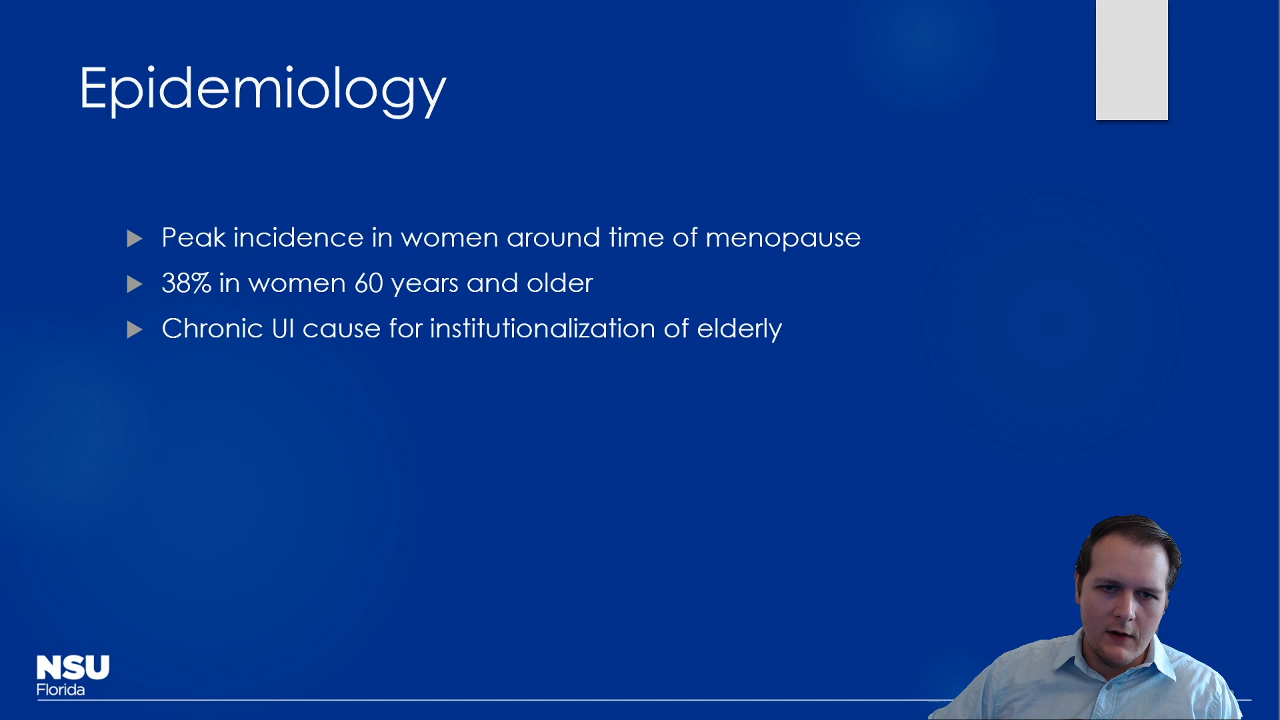 Epidemiology
Peak incidence in women around time of menopause
38% in women 60 years and older
Chronic UI cause for institutionalization of elderly
NSU
Florida